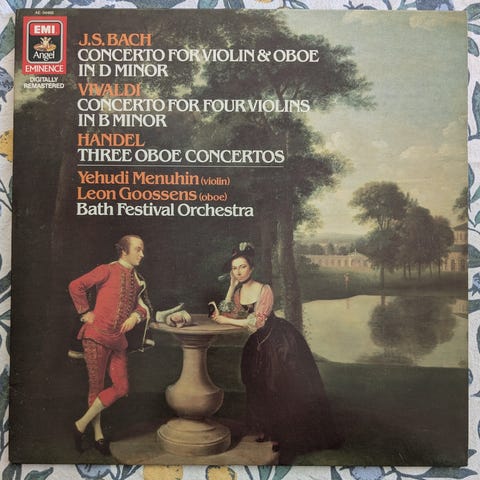 EMI
Angel
EMINENCE
DIGITALLY
REMASTERED
J.S. BACH
CONCERTO FOR VIOLIN & OBOE
IN D MINOR
VIVALDI
CONCERTO FOR FOUR VIOLINS
IN B MINOR
HANDEL
THREE OBOE CONCERTOS
Yehudi Menuhin (violin)
Leon Goossens (oboe)
Bath Festival Orchestra